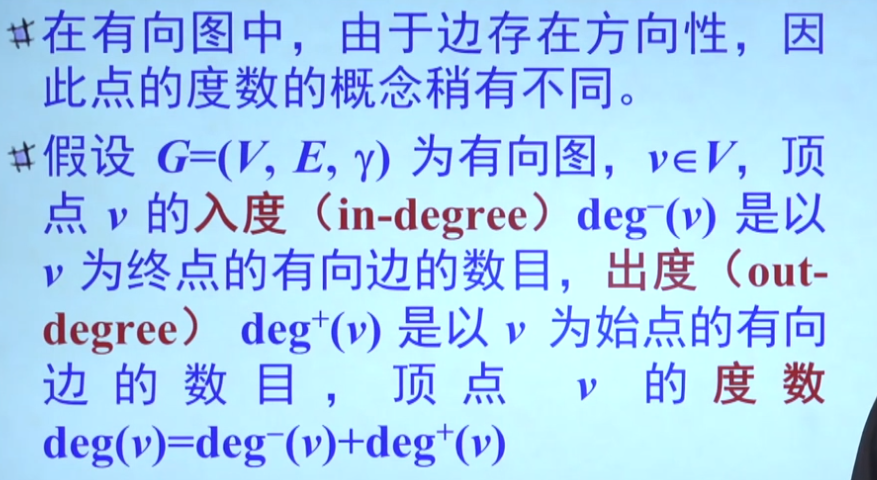 在有向图中，由于边存在方向性，因
此点的度数的概念稍有不同。
假设 G=(V, E, γ) 为有向图，v∈V，顶
点 v 的入度（in-degree）deg⁻(v) 是以
v 为终点的有向边的数目，出度（out-
degree） deg⁺(v) 是以 v 为始点的有向
边的数目，顶点 v 的度数
deg(v)=deg⁻(v)+deg⁺(v)